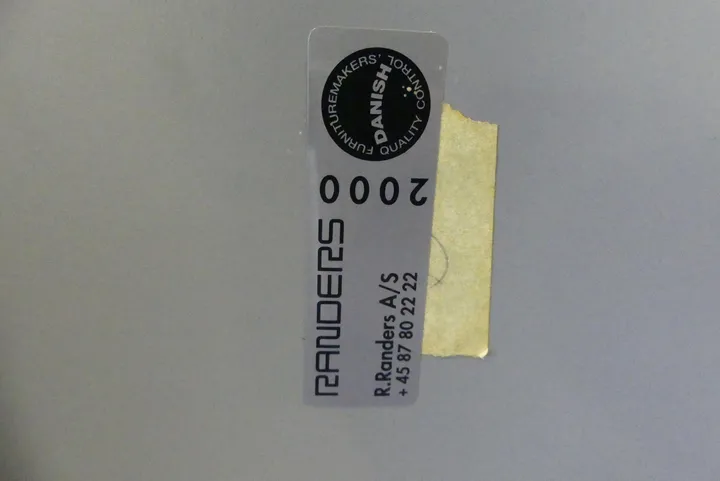 RANDERS
R.Randers A/S
+ 45 87 80 22 22
2000
DANISH
FURNITUREMAKERS'
QUALITY CONTROL